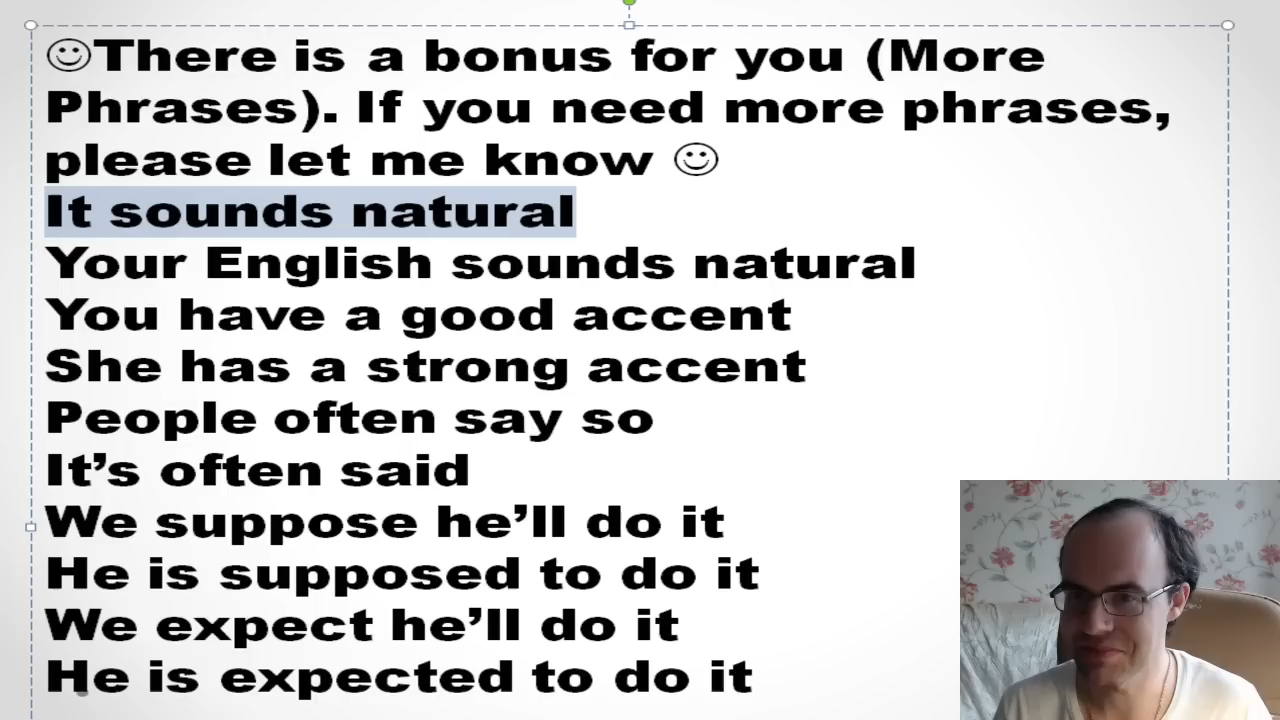 ☺There is a bonus for you (More
Phrases). If you need more phrases,
please let me know ☺
It sounds natural
Your English sounds natural
You have a good accent
She has a strong accent
People often say so
It’s often said
We suppose he’ll do it
He is supposed to do it
We expect he’ll do it
He is expected to do it